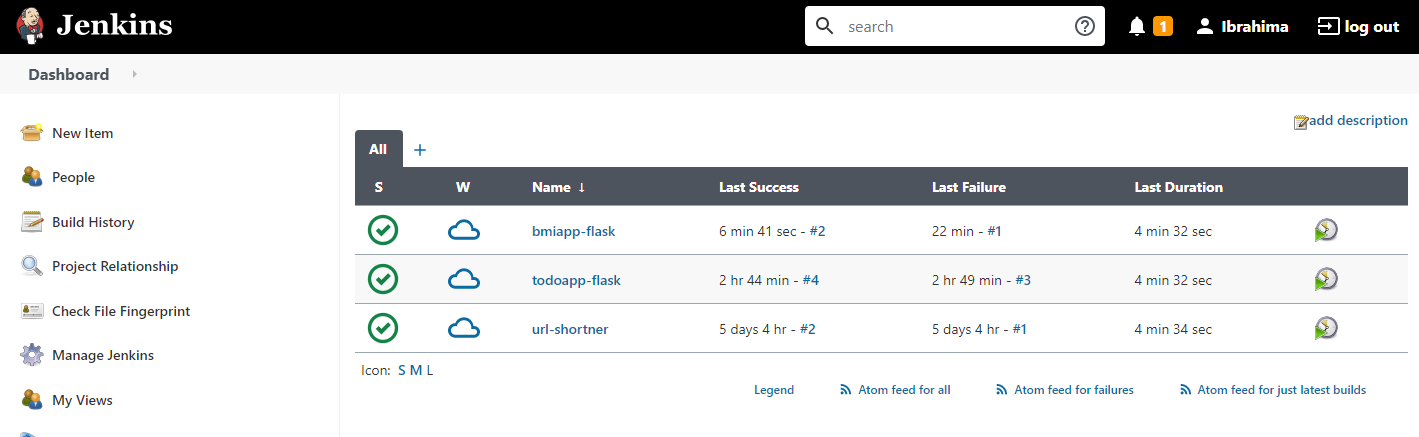 Jenkins search 1 Ibrahima log out
Dashboard
New Item
People
Build History
Project Relationship
Check File Fingerprint
Manage Jenkins
My Views
add description
All +
S W Name ↓ Last Success Last Failure Last Duration
bmiapp-flask 6 min 41 sec - #2 22 min - #1 4 min 32 sec
todoapp-flask 2 hr 44 min - #4 2 hr 49 min - #3 4 min 32 sec
url-shortner 5 days 4 hr - #2 5 days 4 hr - #1 4 min 34 sec
Icon: S M L
Legend Atom feed for all Atom feed for failures Atom feed for just latest builds